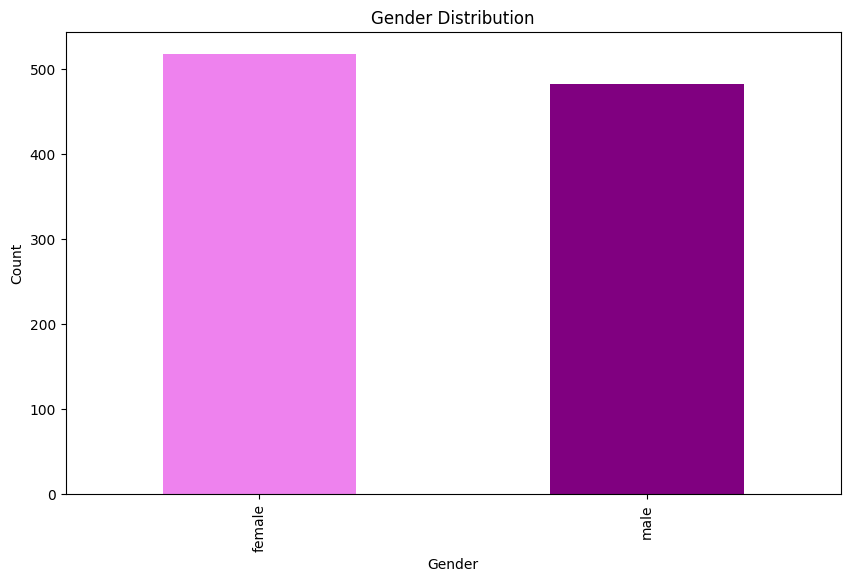 Gender Distribution
500
400
300
200
100
0
Count
female
male
Gender